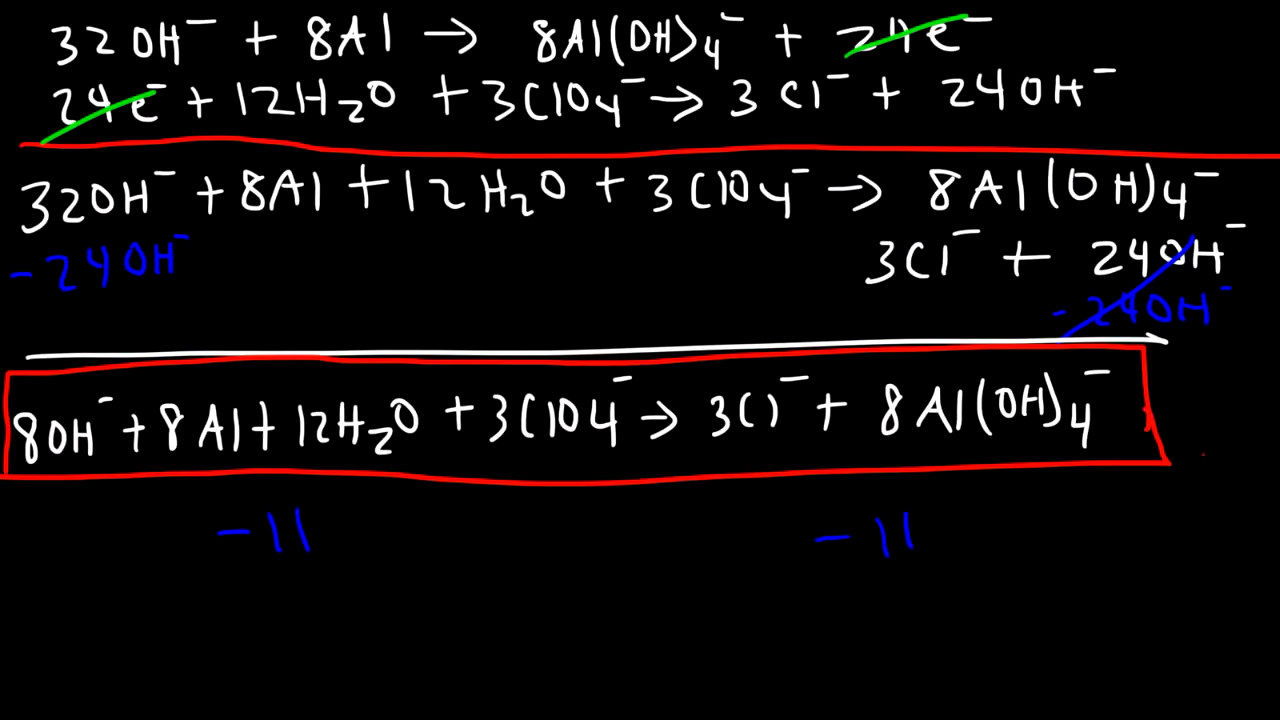 32OH⁻ + 8Al → 8Al(OH)₄⁻ + 24e⁻
24e⁻ + 12H₂O + 3ClO₄⁻ → 3Cl⁻ + 24OH⁻
32OH⁻ + 8Al + 12H₂O + 3ClO₄⁻ → 8Al(OH)₄⁻
3Cl⁻ + 24OH⁻
-24OH⁻ -24OH⁻
8OH⁻ + 8Al + 12H₂O + 3ClO₄⁻ → 3Cl⁻ + 8Al(OH)₄⁻
-11 -11